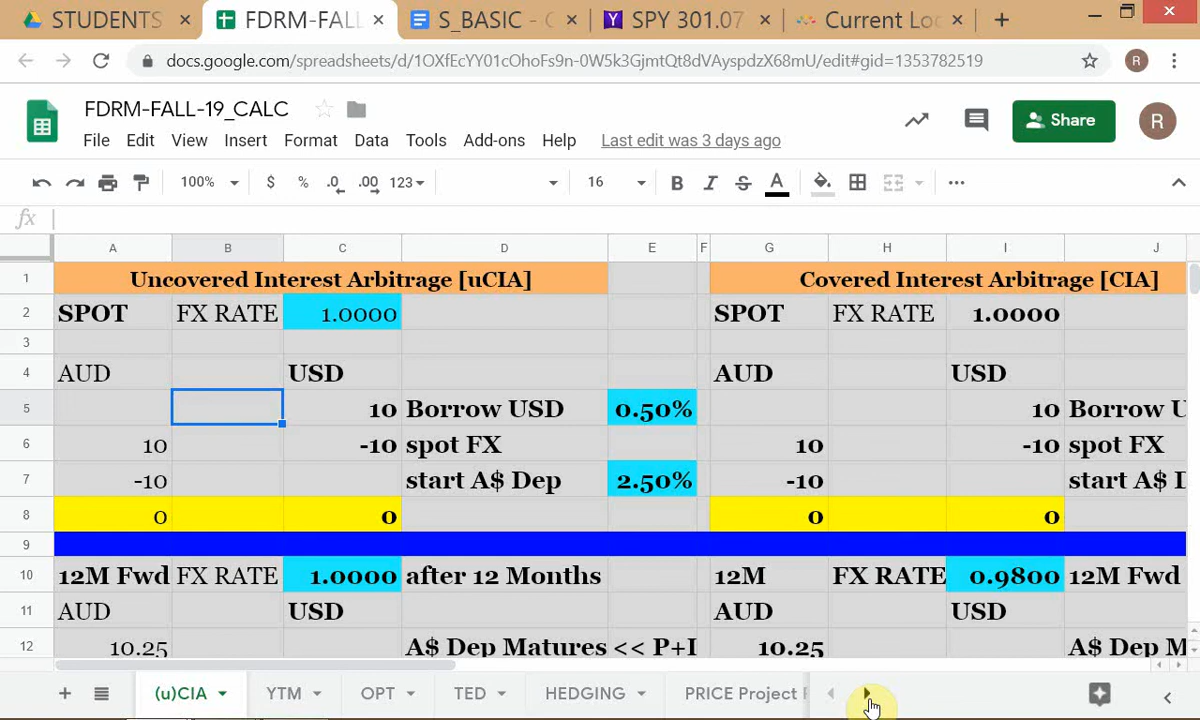 STUDENTS × FDRM-FALL × S_BASIC - × SPY 301.07 × Current Loc × +
docs.google.com/spreadsheets/d/1OXfEcYY01cOhoFs9n-0W5k3GjmtQt8dVAyspdzX68mU/edit#gid=1353782519 R
FDRM-FALL-19_CALC
File Edit View Insert Format Data Tools Add-ons Help Last edit was 3 days ago
Share R
100% $ % .0 .00 123 16 B I S A
fx
A B C D E F G H I J
1 Uncovered Interest Arbitrage [uCIA] Covered Interest Arbitrage [CIA]
2 SPOT FX RATE 1.0000 SPOT FX RATE 1.0000
3
4 AUD USD AUD USD
5 10 Borrow USD 0.50% 10 Borrow U
6 10 -10 spot FX 10 -10 spot FX
7 -10 start A$ Dep 2.50% -10 start A$
8 0 0 0 0
9
10 12M Fwd FX RATE 1.0000 after 12 Months 12M FX RATE 0.9800 12M Fwd
11 AUD USD AUD USD
12 10.25 A$ Dep Matures << P+I 10.25 A$ Dep M
+ (u)CIA YTM OPT TED HEDGING PRICE Project